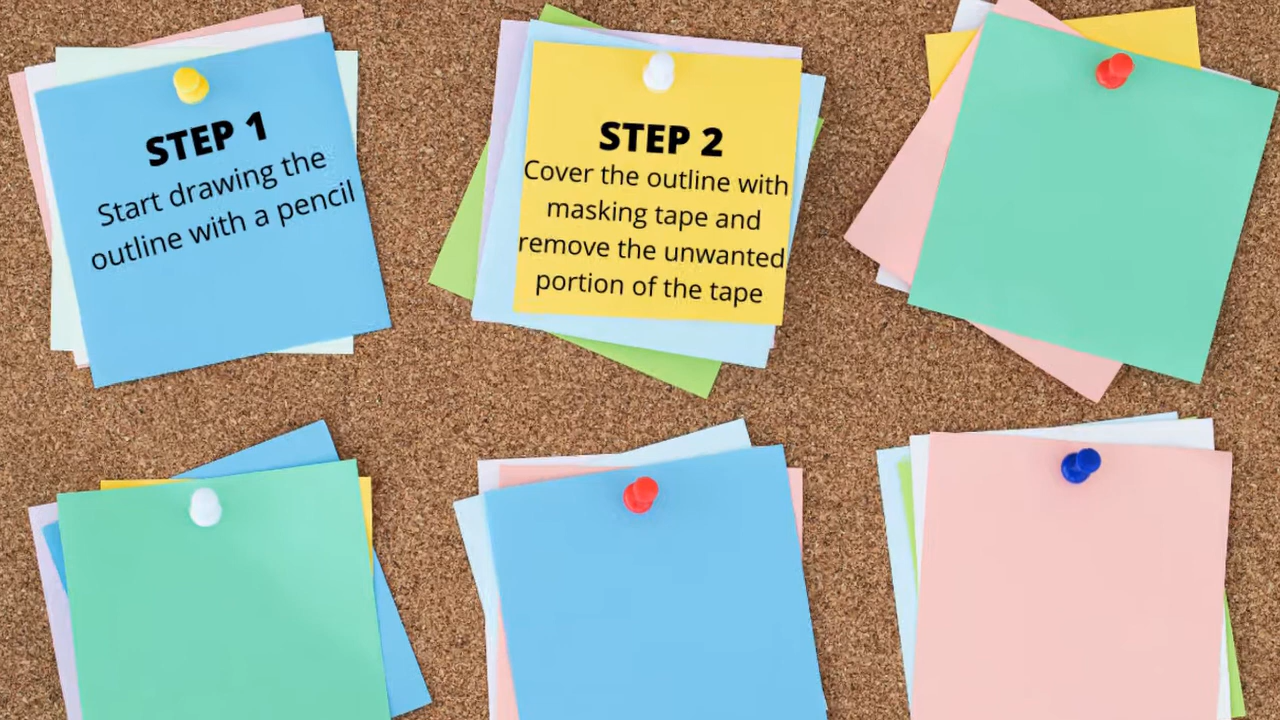 STEP 1
Start drawing the
outline with a pencil
STEP 2
Cover the outline with
masking tape and
remove the unwanted
portion of the tape